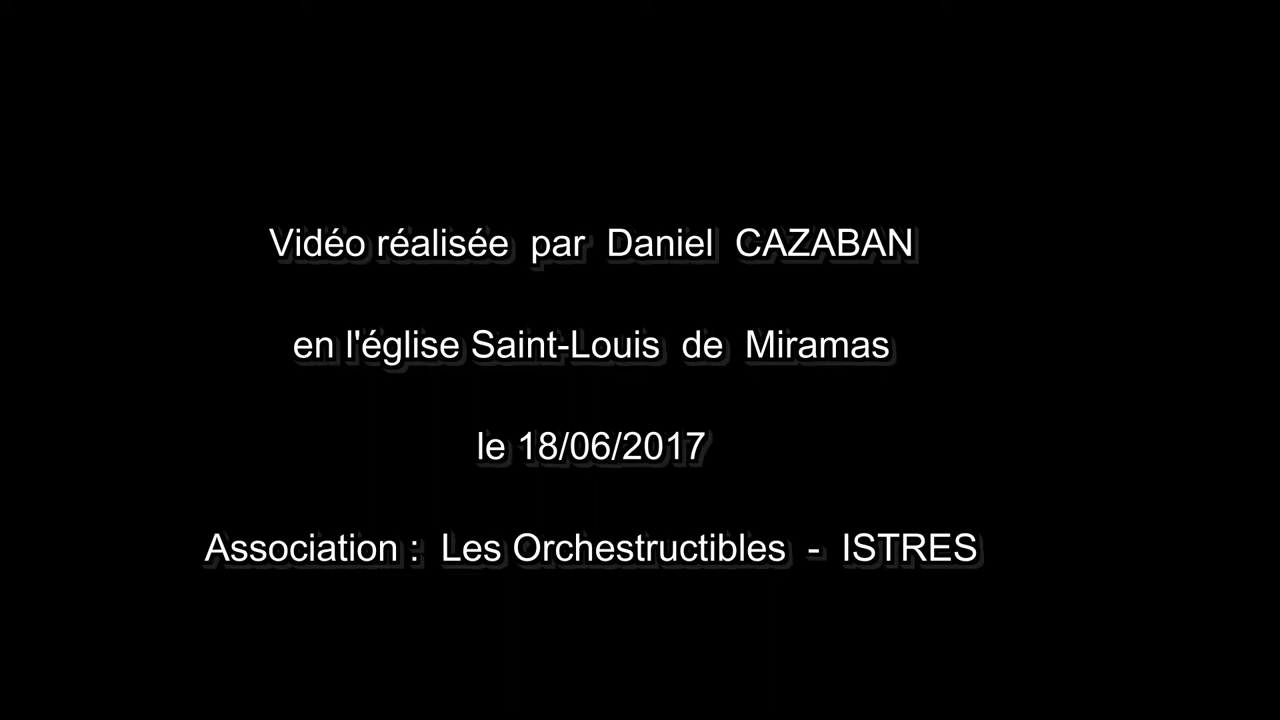 Vidéo réalisée par Daniel CAZABAN
en l'église Saint-Louis de Miramas
le 18/06/2017
Association : Les Orchestructibles - ISTRES